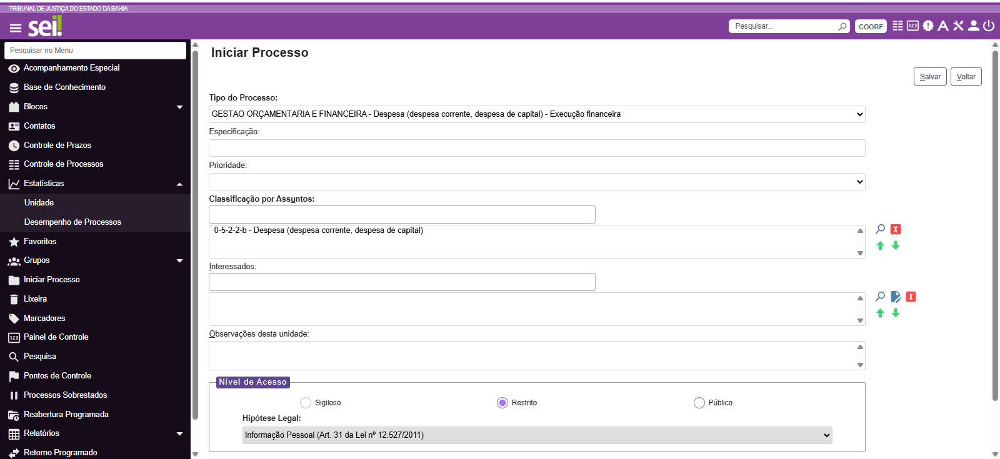 TRIBUNAL DE JUSTIÇA DO ESTADO DA BAHIA
sei!
Pesquisar...
COORF
123
Pesquisar no Menu
Acompanhamento Especial
Base de Conhecimento
Blocos
Contatos
Controle de Prazos
Controle de Processos
Estatísticas
Unidade
Desempenho de Processos
Favoritos
Grupos
Iniciar Processo
Lixeira
Marcadores
123
Painel de Controle
Pesquisa
Pontos de Controle
Processos Sobrestados
Reabertura Programada
Relatórios
Retorno Programado
Iniciar Processo
Salvar
Voltar
Tipo do Processo:
GESTAO ORÇAMENTARIA E FINANCEIRA - Despesa (despesa corrente, despesa de capital) - Execução financeira
Especificação:
Prioridade:
Classificação por Assuntos:
0-5-2-2-b - Despesa (despesa corrente, despesa de capital)
Interessados:
Observações desta unidade:
Nível de Acesso
Sigiloso
Restrito
Público
Hipótese Legal:
Informação Pessoal (Art. 31 da Lei nº 12.527/2011)